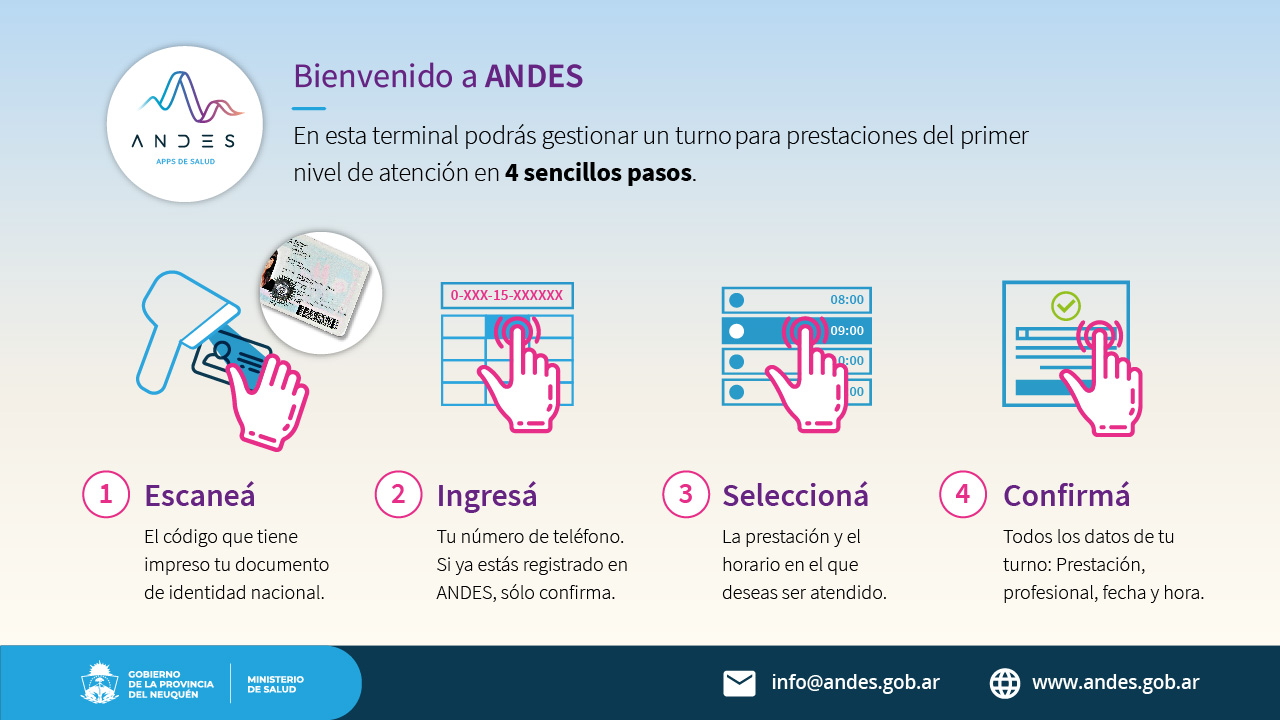 ANDES
APPS DE SALUD
Bienvenido a ANDES
En esta terminal podrás gestionar un turno para prestaciones del primer
nivel de atención en 4 sencillos pasos.
0-XXX-15-XXXXXX
08:00
09:00
0:00
00
1 Escaneá
El código que tiene
impreso tu documento
de identidad nacional.
2 Ingresá
Tu número de teléfono.
Si ya estás registrado en
ANDES, sólo confirma.
3 Seleccioná
La prestación y el
horario en el que
deseas ser atendido.
4 Confirmá
Todos los datos de tu
turno: Prestación,
profesional, fecha y hora.
GOBIERNO
DE LA PROVINCIA
DEL NEUQUÉN
MINISTERIO
DE SALUD
info@andes.gob.ar
www.andes.gob.ar